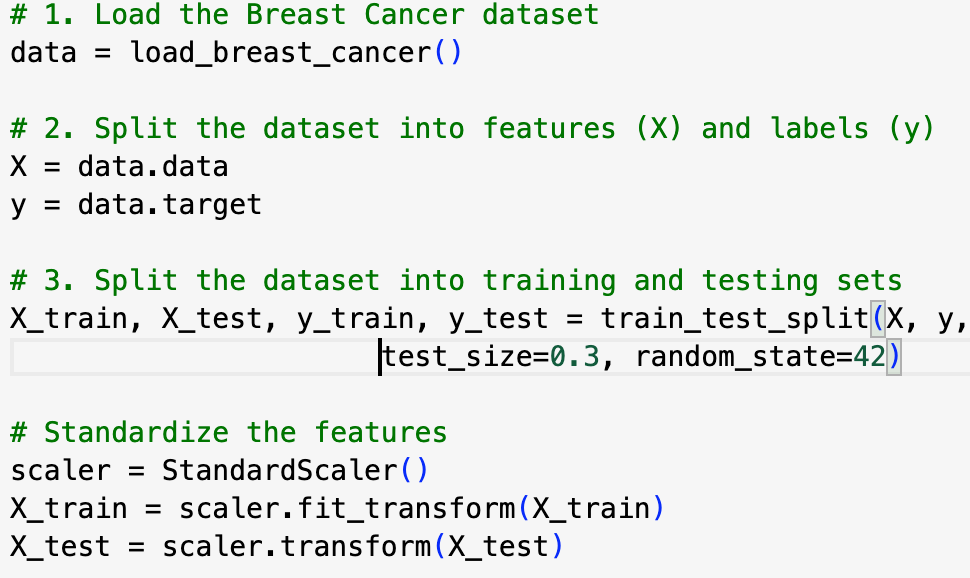 # 1. Load the Breast Cancer dataset
data = load_breast_cancer()
# 2. Split the dataset into features (X) and labels (y)
X = data.data
y = data.target
# 3. Split the dataset into training and testing sets
X_train, X_test, y_train, y_test = train_test_split(X, y,
test_size=0.3, random_state=42)
# Standardize the features
scaler = StandardScaler()
X_train = scaler.fit_transform(X_train)
X_test = scaler.transform(X_test)